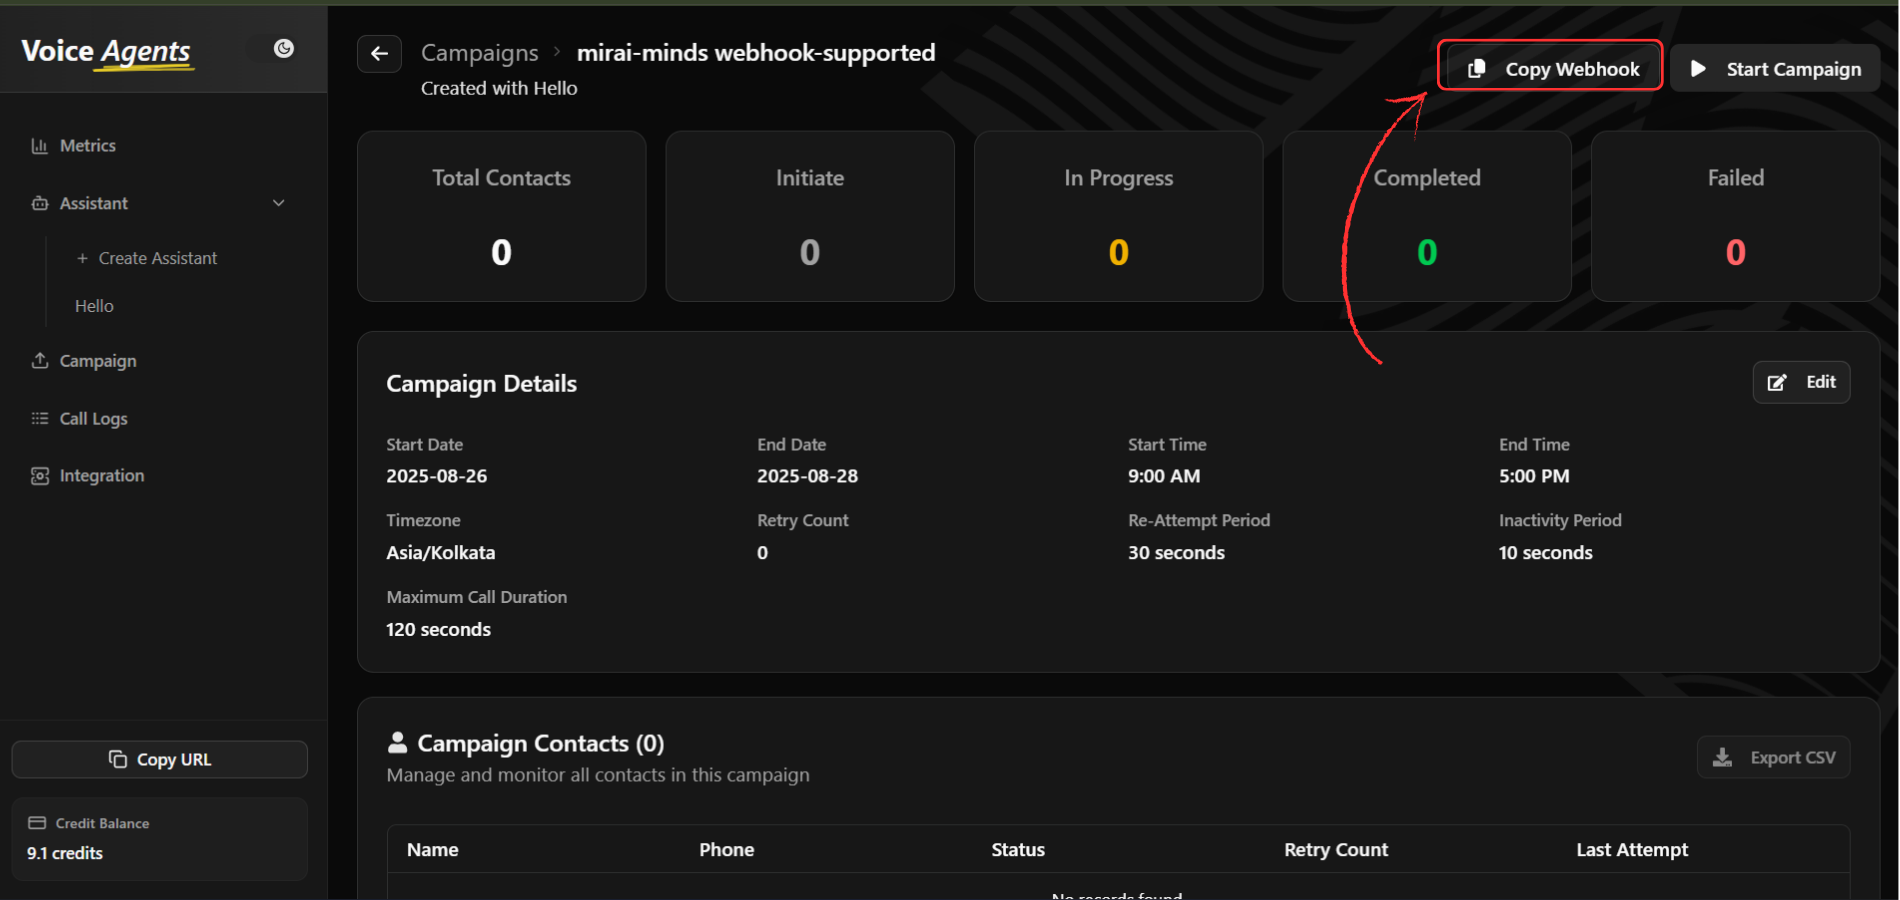 Voice Agents
Metrics
Assistant
+ Create Assistant
Hello
Campaign
Call Logs
Integration
Copy URL
Credit Balance
9.1 credits
Campaigns > mirai-minds webhook-supported
Created with Hello
Copy Webhook
Start Campaign
Total Contacts
0
Initiate
0
In Progress
0
Completed
0
Failed
0
Campaign Details
Edit
Start Date
2025-08-26
End Date
2025-08-28
Start Time
9:00 AM
End Time
5:00 PM
Timezone
Asia/Kolkata
Retry Count
0
Re-Attempt Period
30 seconds
Inactivity Period
10 seconds
Maximum Call Duration
120 seconds
Campaign Contacts (0)
Manage and monitor all contacts in this campaign
Export CSV
Name Phone Status Retry Count Last Attempt
No records found